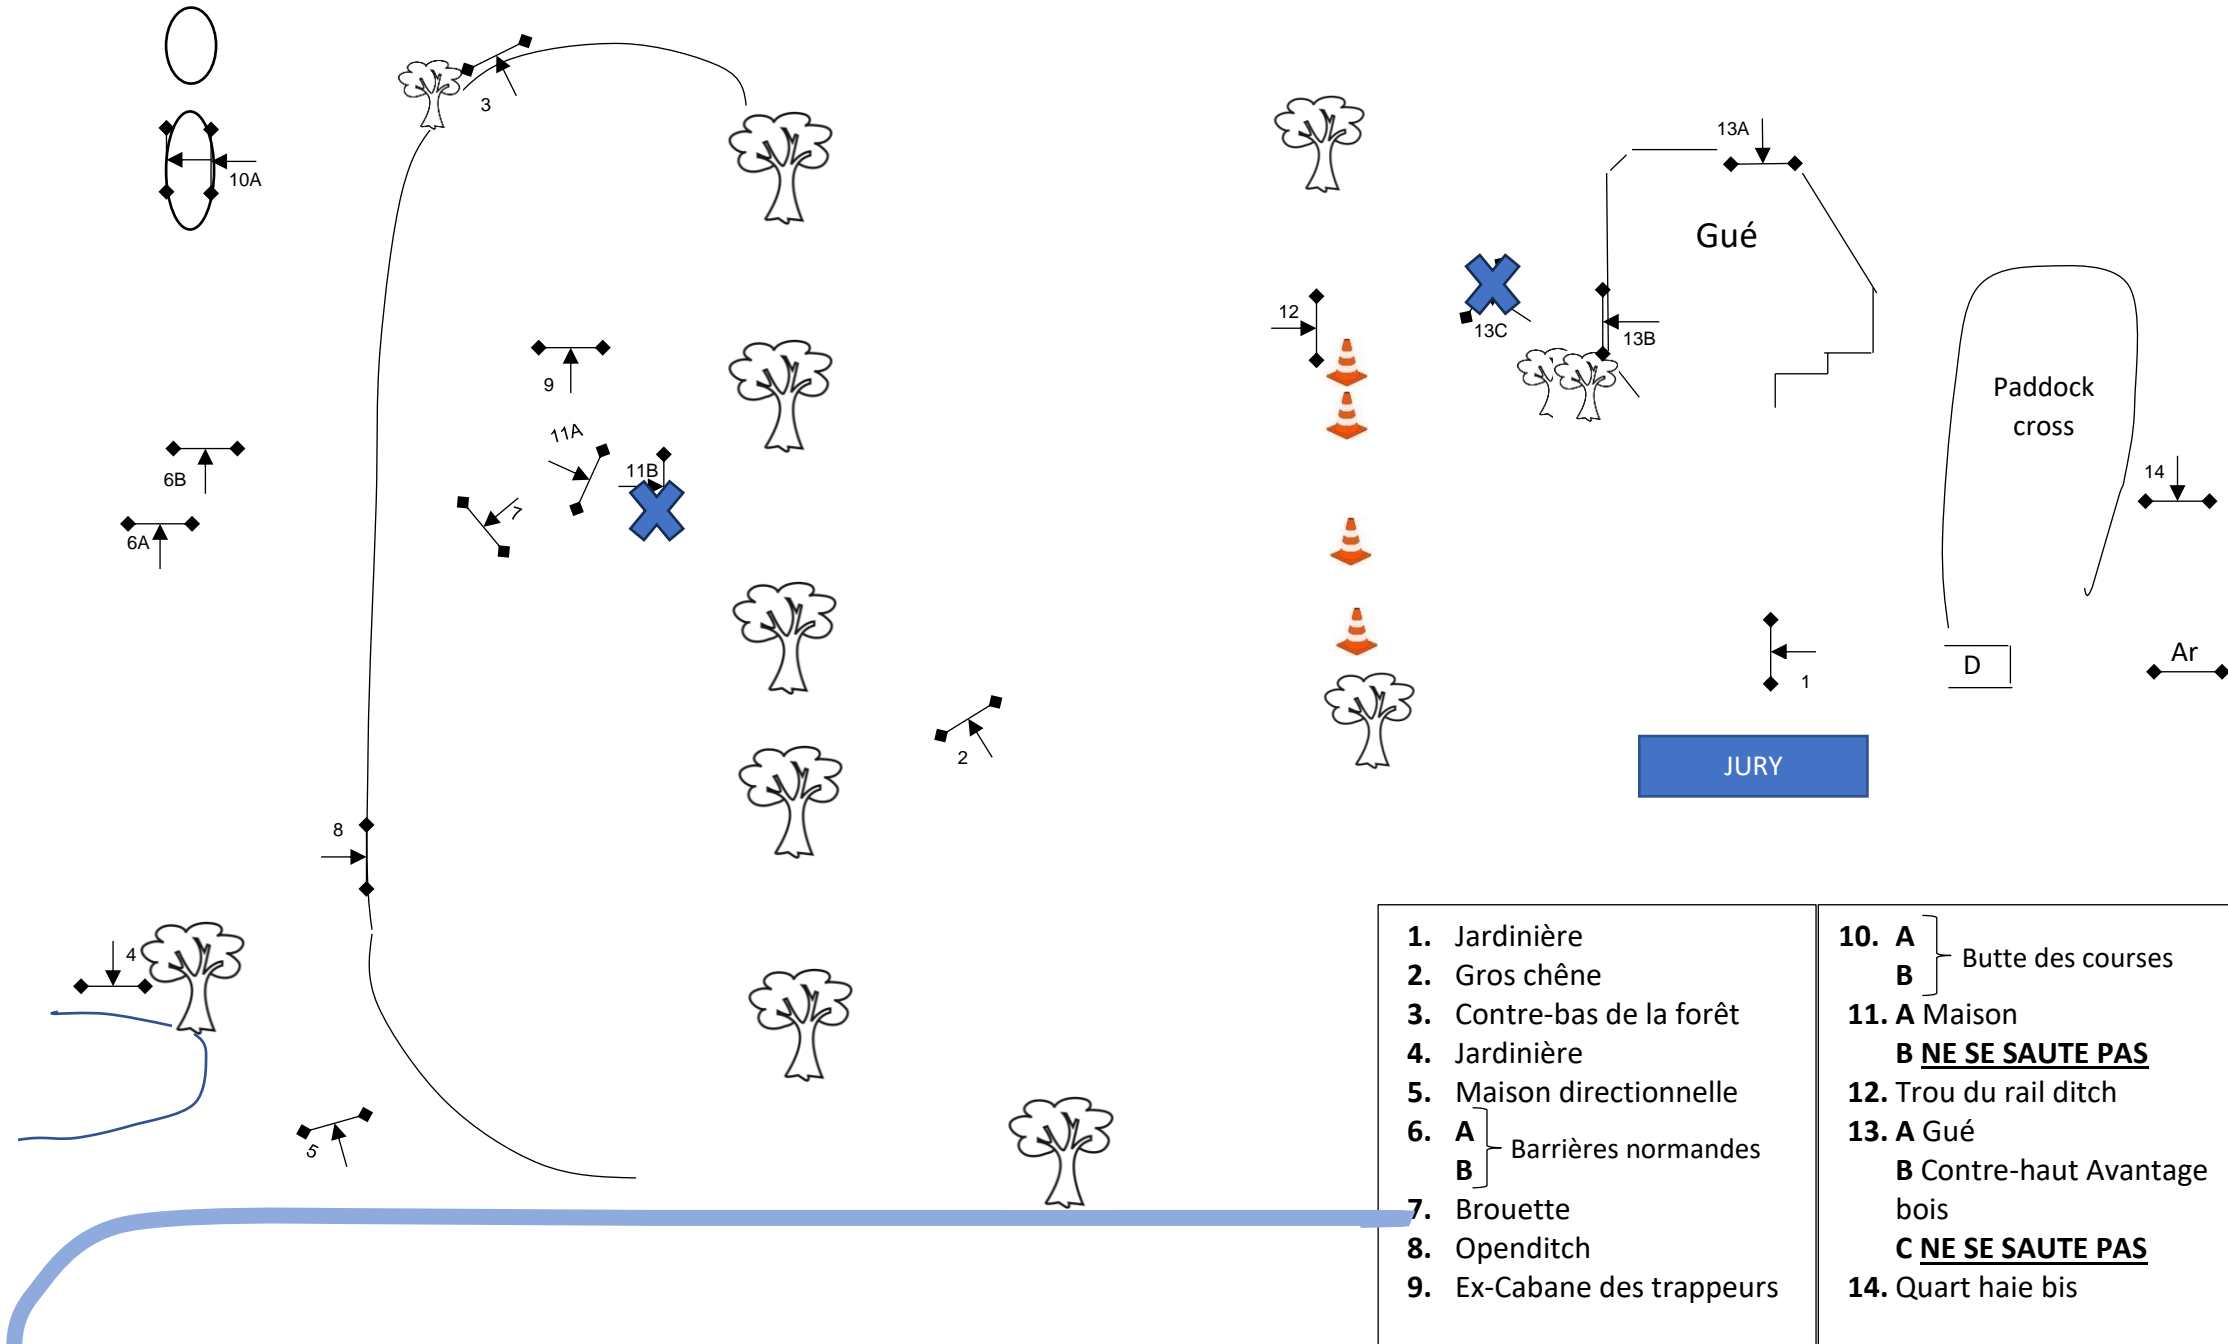 3
10A
13A
Gué
12
13C
13B
9
11A
11B
6B
6A
7
Paddock
cross
14
1
D
Ar
2
JURY
8
4
5
1. Jardinière
2. Gros chêne
3. Contre-bas de la forêt
4. Jardinière
5. Maison directionnelle
6. A
B
Barrières normandes
7. Brouette
8. Openditch
9. Ex-Cabane des trappeurs
10. A
B
Butte des courses
11. A Maison
B NE SE SAUTE PAS
12. Trou du rail ditch
13. A Gué
B Contre-haut Avantage
bois
C NE SE SAUTE PAS
14. Quart haie bis